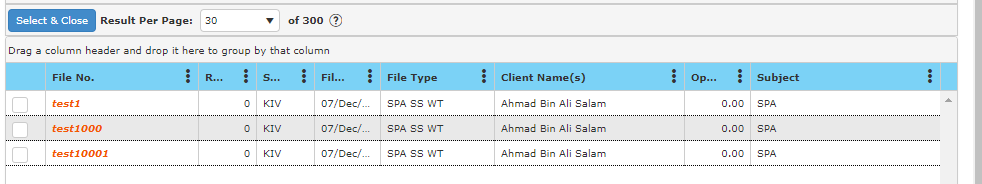 Select & Close Result Per Page: 30 of 300 ?
Drag a column header and drop it here to group by that column
File No. R... S... Fil... File Type Client Name(s) Op... Subject
test1 0 KIV 07/Dec/... SPA SS WT Ahmad Bin Ali Salam 0.00 SPA
test1000 0 KIV 07/Dec/... SPA SS WT Ahmad Bin Ali Salam 0.00 SPA
test10001 0 KIV 07/Dec/... SPA SS WT Ahmad Bin Ali Salam 0.00 SPA